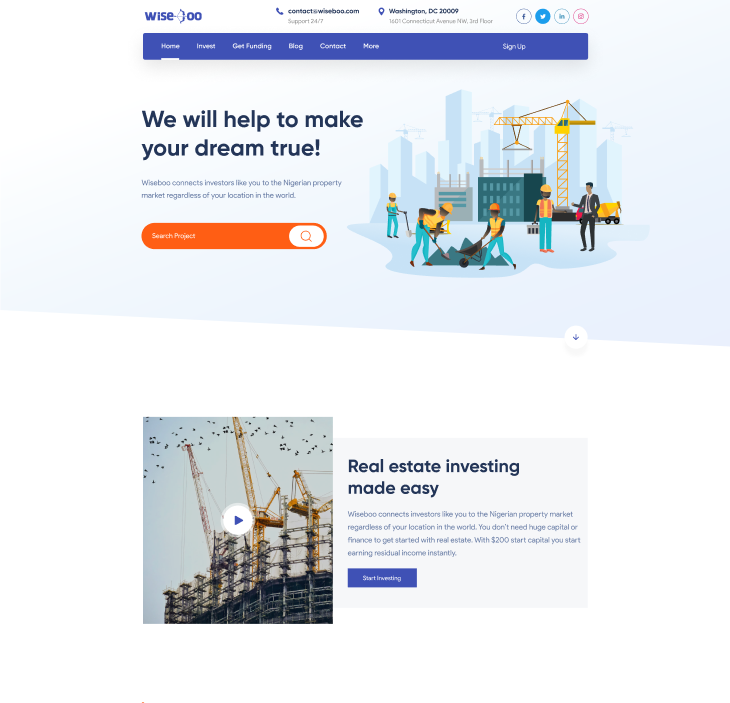 WISE BOO
contact@wiseboo.com
Support 24/7
Washington, DC 20009
1601 Connecticut Avenue NW, 3rd Floor
Home Invest Get Funding Blog Contact More Sign Up
We will help to make
your dream true!
Wiseboo connects investors like you to the Nigerian property
market regardless of your location in the world.
Search Project
Real estate investing
made easy
Wiseboo connects investors like you to the Nigerian property market
regardless of your location in the world. You don't need huge capital or
finance to get started with real estate. With $200 start capital you start
earning residual income instantly.
Start Investing